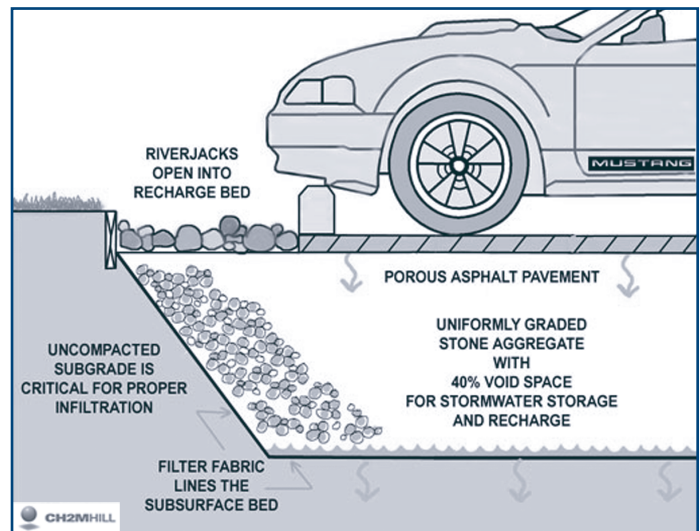 RIVERJACKS
OPEN INTO
RECHARGE BED
MUSTANG
POROUS ASPHALT PAVEMENT
UNIFORMLY GRADED
STONE AGGREGATE
WITH
40% VOID SPACE
FOR STORMWATER STORAGE
AND RECHARGE
UNCOMPACTED
SUBGRADE IS
CRITICAL FOR PROPER
INFILTRATION
FILTER FABRIC
LINES THE
SUBSURFACE BED
CH2MHILL